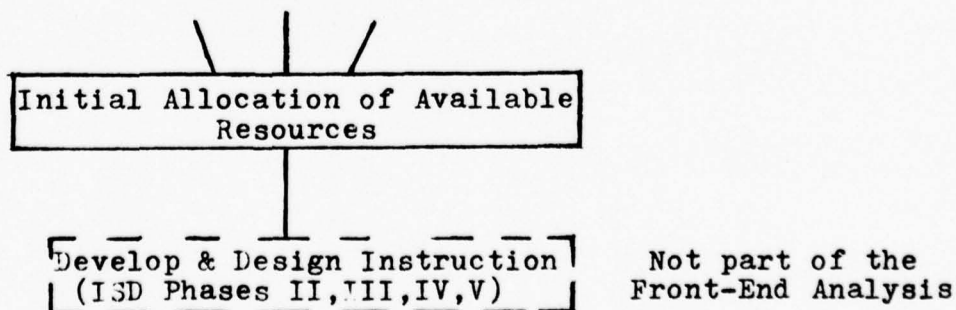 Initial Allocation of Available
Resources
Develop & Design Instruction
(ISD Phases II,III,IV,V)
Not part of the
Front-End Analysis